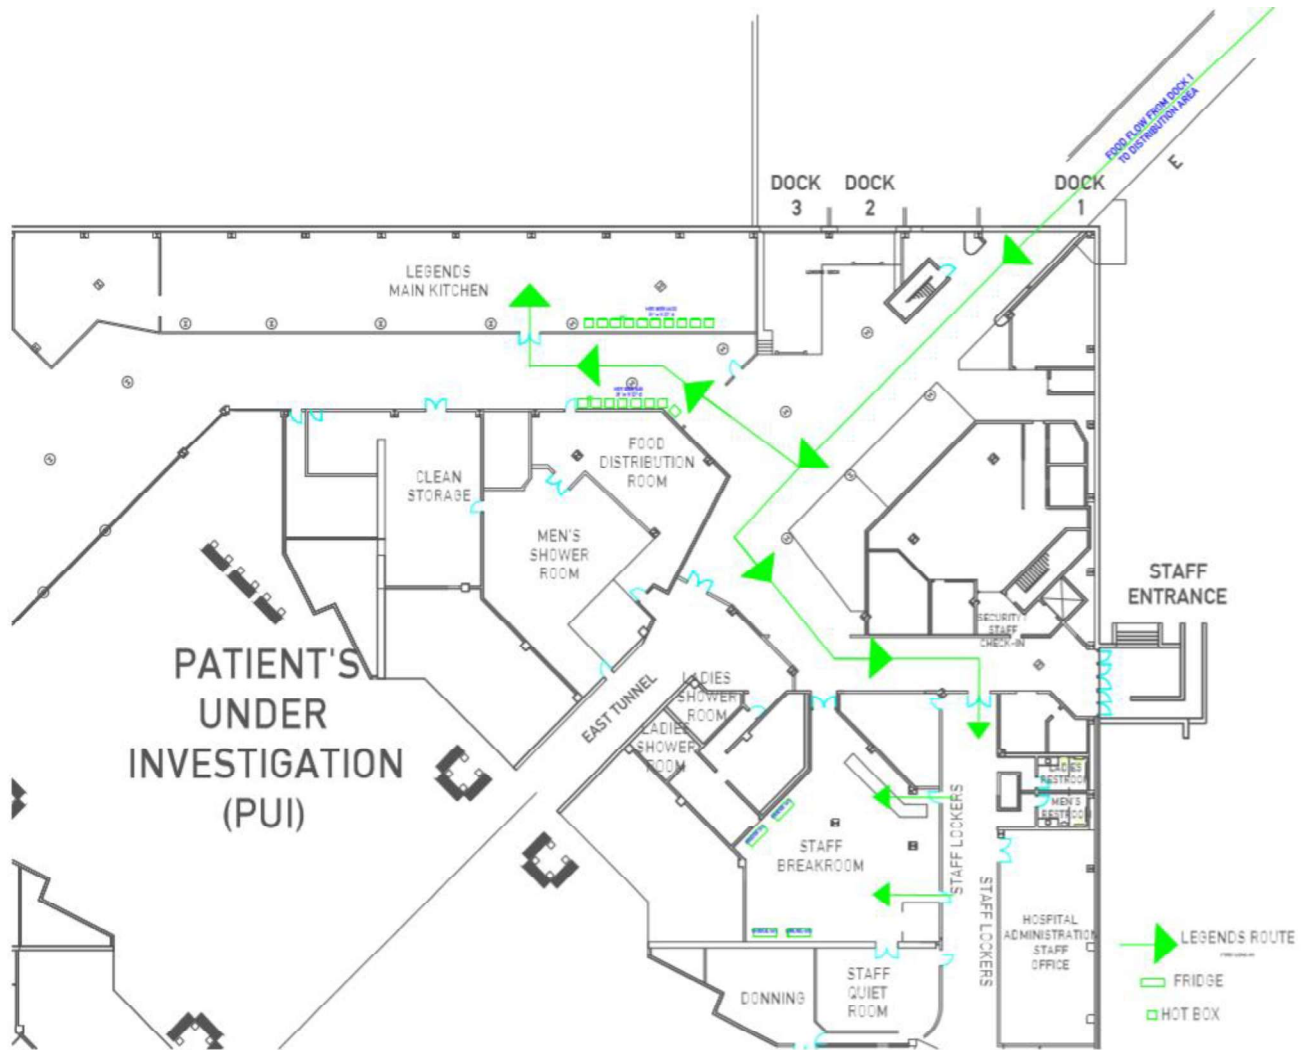 FOOD FLOW FROM DOCK 1
TO DISTRIBUTION AREA
E
DOCK
3
DOCK
2
DOCK
1
LEGENDS
MAIN KITCHEN
FOOD
DISTRIBUTION
ROOM
CLEAN
STORAGE
MEN'S
SHOWER
ROOM
STAFF
ENTRANCE
SECURITY
STAFF
CHECK-IN
PATIENT'S
UNDER
INVESTIGATION
(PUI)
EAST TUNNEL
LADIES
SHOWER
ROOM
LADIES
SHOWER
ROOM
LADIES
RESTROOM
MEN'S
RESTROOM
STAFF
BREAKROOM
STAFF LOCKERS
STAFF LOCKERS
HOSPITAL
ADMINISTRATION
STAFF
OFFICE
DONNING
STAFF
QUIET
ROOM
LEGENDS ROUTE
FRIDGE
HOT BOX